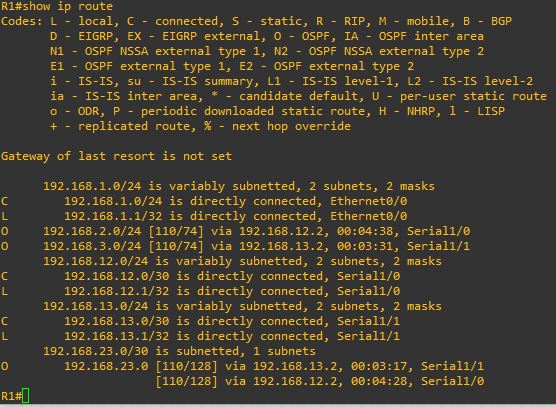 R1#show ip route
Codes: L - local, C - connected, S - static, R - RIP, M - mobile, B - BGP
       D - EIGRP, EX - EIGRP external, O - OSPF, IA - OSPF inter area
       N1 - OSPF NSSA external type 1, N2 - OSPF NSSA external type 2
       E1 - OSPF external type 1, E2 - OSPF external type 2
       i - IS-IS, su - IS-IS summary, L1 - IS-IS level-1, L2 - IS-IS level-2
       ia - IS-IS inter area, * - candidate default, U - per-user static route
       o - ODR, P - periodic downloaded static route, H - NHRP, l - LISP
       + - replicated route, % - next hop override

Gateway of last resort is not set

      192.168.1.0/24 is variably subnetted, 2 subnets, 2 masks
C        192.168.1.0/24 is directly connected, Ethernet0/0
L        192.168.1.1/32 is directly connected, Ethernet0/0
O     192.168.2.0/24 [110/74] via 192.168.12.2, 00:04:38, Serial1/0
O     192.168.3.0/24 [110/74] via 192.168.13.2, 00:03:31, Serial1/1
      192.168.12.0/24 is variably subnetted, 2 subnets, 2 masks
C        192.168.12.0/30 is directly connected, Serial1/0
L        192.168.12.1/32 is directly connected, Serial1/0
      192.168.13.0/24 is variably subnetted, 2 subnets, 2 masks
C        192.168.13.0/30 is directly connected, Serial1/1
L        192.168.13.1/32 is directly connected, Serial1/1
      192.168.23.0/30 is subnetted, 1 subnets
O        192.168.23.0 [110/128] via 192.168.13.2, 00:03:17, Serial1/1
                      [110/128] via 192.168.12.2, 00:04:28, Serial1/0
R1#